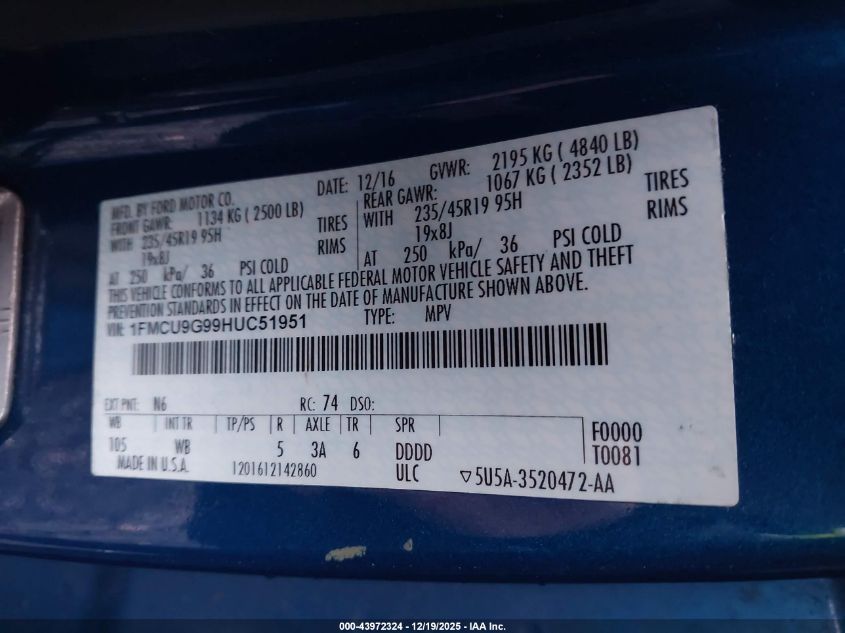 MFD. BY FORD MOTOR CO. DATE: 12/16 GVWR: 2195 KG ( 4840 LB)
FRONT GAWR: 1134 KG ( 2500 LB) REAR GAWR: 1067 KG ( 2352 LB)
WITH 235/45R19 95H TIRES WITH 235/45R19 95H TIRES
19x8J RIMS 19x8J RIMS
AT 250 kPa/ 36 PSI COLD AT 250 kPa/ 36 PSI COLD
THIS VEHICLE CONFORMS TO ALL APPLICABLE FEDERAL MOTOR VEHICLE SAFETY AND THEFT
PREVENTION STANDARDS IN EFFECT ON THE DATE OF MANUFACTURE SHOWN ABOVE.
VIN: 1FMCU9G99HUC51951 TYPE: MPV
EXT PNT: N6 RC: 74 DSO:
WB INT TR TP/PS R AXLE TR SPR
105 WB 5 3A 6 DDDD F0000
T0081
MADE IN U.S.A. 1201612142860 ULC ▽5U5A-3520472-AA
000-43972324 | 12/19/2025 - IAA Inc.